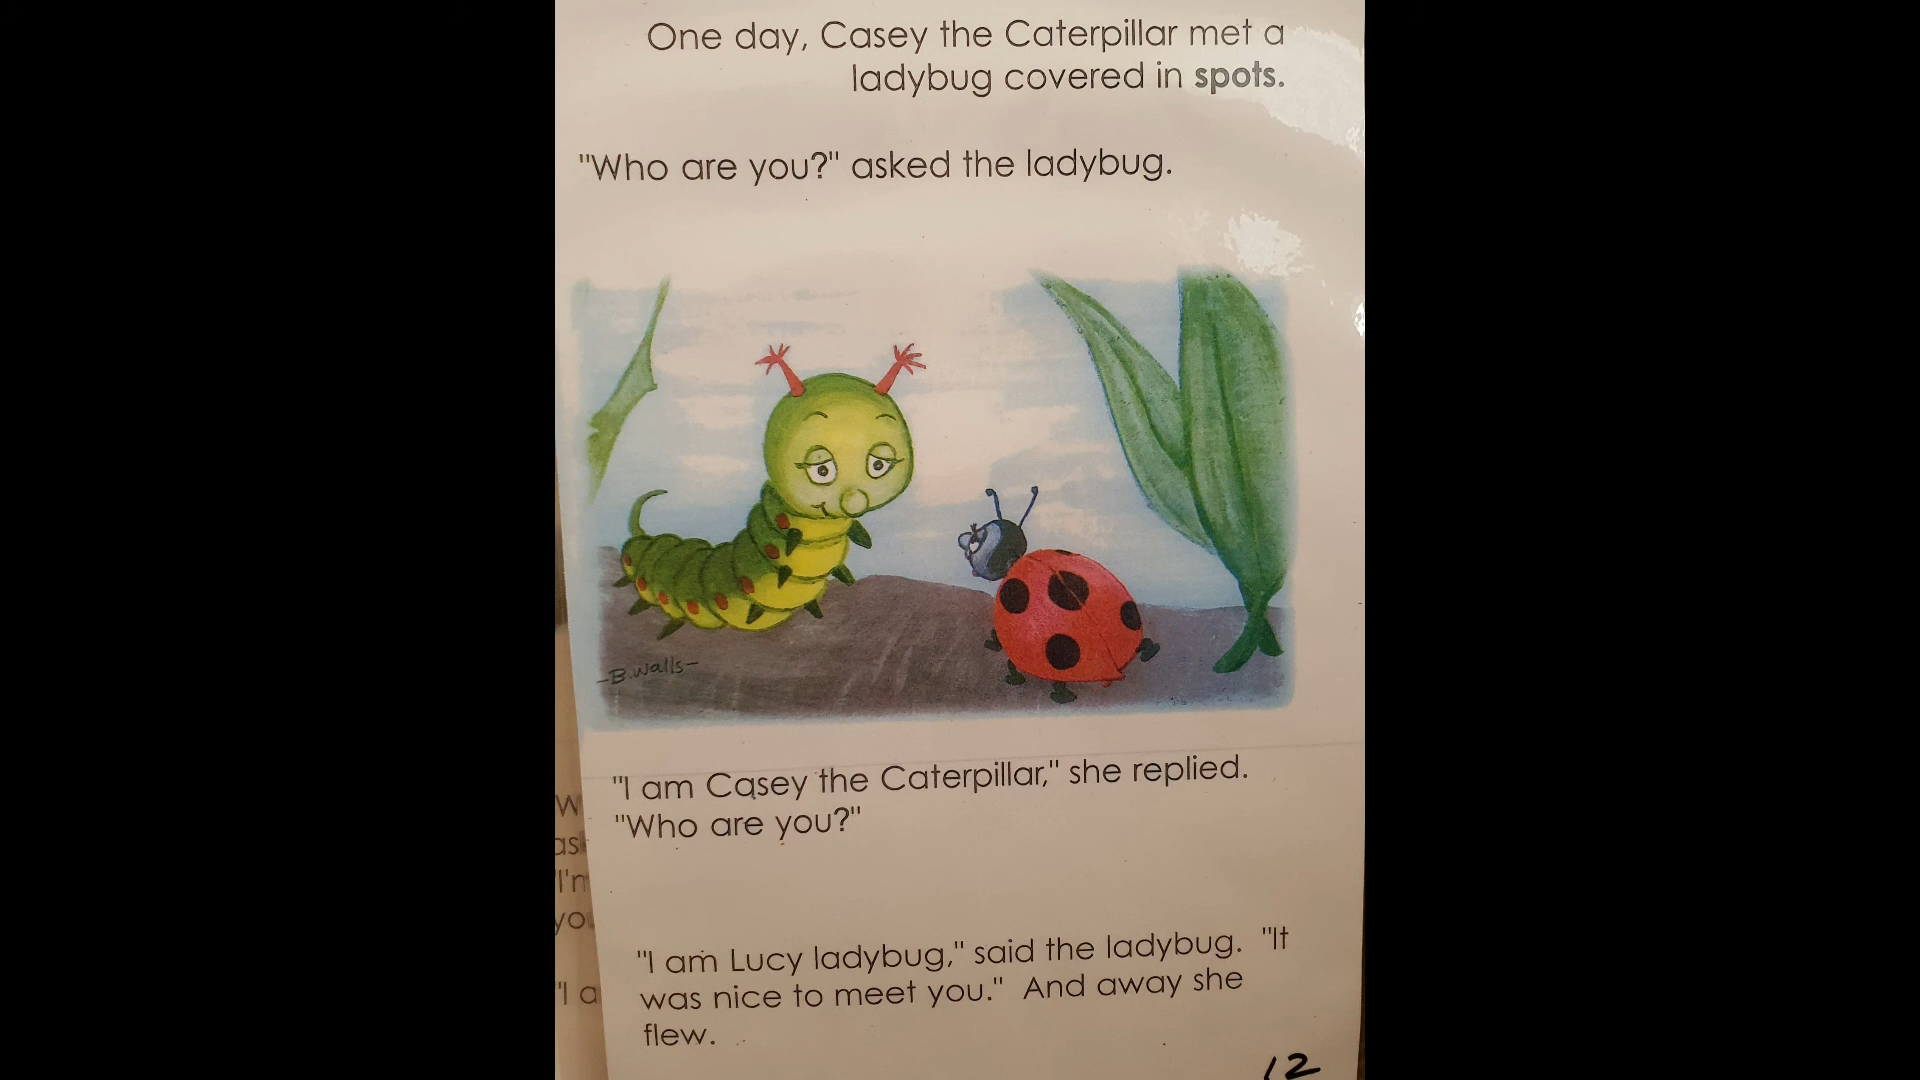 One day, Casey the Caterpillar met a
ladybug covered in spots.
"Who are you?" asked the ladybug.
-B.Walls-
"I am Casey the Caterpillar," she replied.
"Who are you?"
"I am Lucy ladybug," said the ladybug. "It
was nice to meet you." And away she
flew.
12